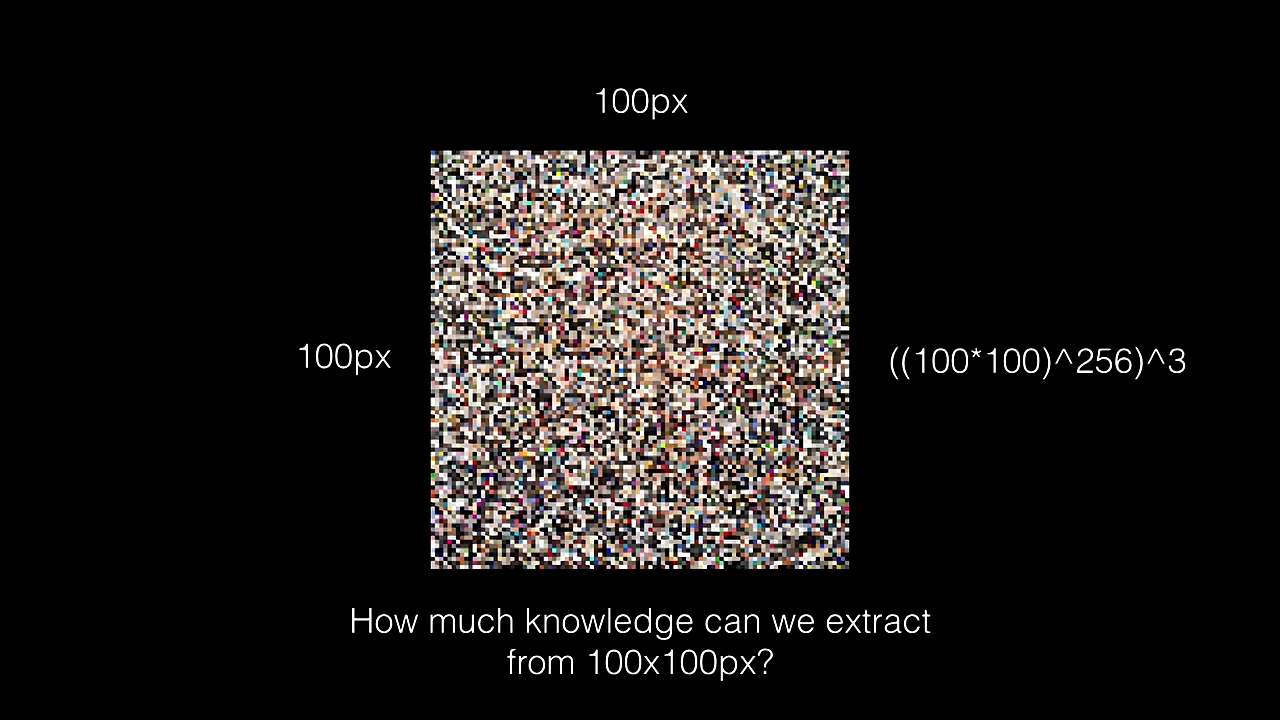 100px
100px
((100*100)^256)^3
How much knowledge can we extract
from 100x100px?